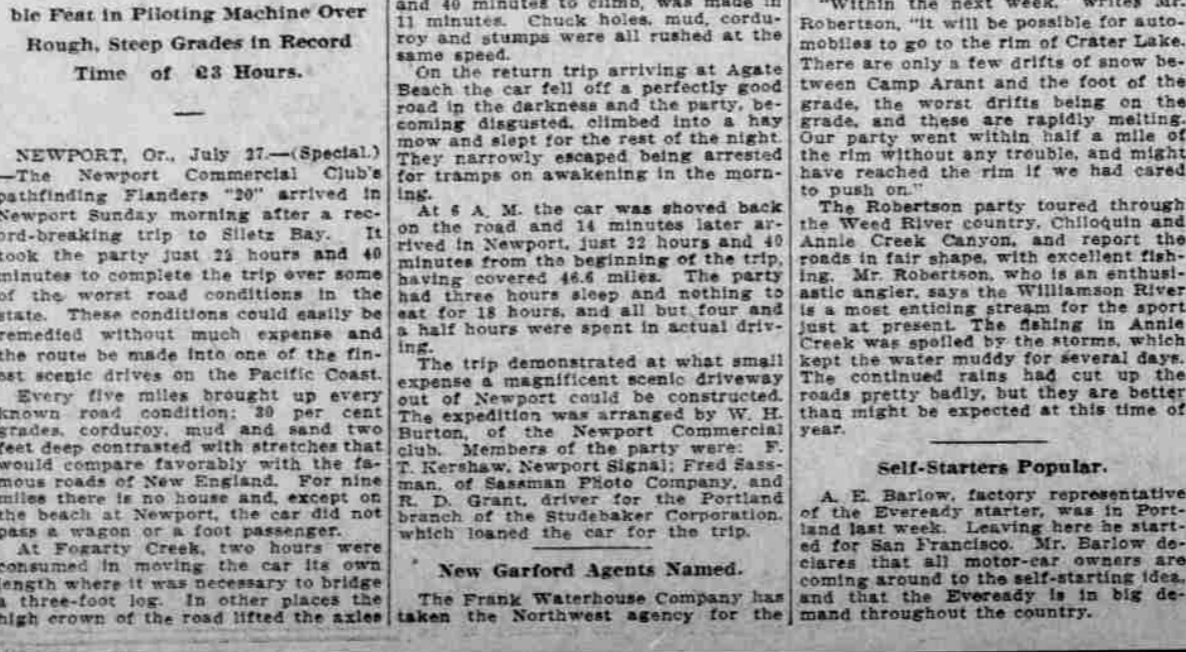 ble Feat in Piloting Machine Over
Rough, Steep Grades in Record
Time of 23 Hours.
NEWPORT, Or., July 27.—(Special.)
—The Newport Commercial Club's
pathfinding Flanders "20" arrived in
Newport Sunday morning after a rec-
ord-breaking trip to Siletz Bay. It
took the party just 22 hours and 40
minutes to complete the trip over some
of the worst road conditions in the
state. These conditions could easily be
remedied without much expense and
the route be made into one of the fin-
est scenic drives on the Pacific Coast.
Every five miles brought up every
known road condition; 30 per cent
grades, corduroy, mud and sand two
feet deep contrasted with stretches that
would compare favorably with the fa-
mous roads of New England. For nine
miles there is no house and, except on
the beach at Newport, the car did not
pass a wagon or a foot passenger.
At Fogarty Creek, two hours were
consumed in moving the car its own
length where it was necessary to bridge
a three-foot log. In other places the
high crown of the road lifted the axles
and 40 minutes to climb, was made in
11 minutes. Chuck holes, mud, cordu-
roy and stumps were all rushed at the
same speed.
On the return trip arriving at Agate
Beach the car fell off a perfectly good
road in the darkness and the party, be-
coming disgusted, climbed into a hay
mow and slept for the rest of the night.
They narrowly escaped being arrested
for tramps on awakening in the morn-
ing.
At 6 A. M. the car was shoved back
on the road and 14 minutes later ar-
rived in Newport, just 22 hours and 40
minutes from the beginning of the trip,
having covered 46.6 miles. The party
had three hours sleep and nothing to
eat for 18 hours, and all but four and
a half hours were spent in actual driv-
ing.
The trip demonstrated at what small
expense a magnificent scenic driveway
out of Newport could be constructed.
The expedition was arranged by W. H.
Burton, of the Newport Commercial
club. Members of the party were: F.
T. Kershaw, Newport Signal; Fred Sass-
man, of Sassman Photo Company, and
R. D. Grant, driver for the Portland
branch of the Studebaker Corporation,
which loaned the car for the trip.
New Garford Agents Named.
The Frank Waterhouse Company has
taken the Northwest agency for the
"Within the next week," writes Mr.
Robertson, "it will be possible for auto-
mobiles to go to the rim of Crater Lake.
There are only a few drifts of snow be-
tween Camp Arant and the foot of the
grade, the worst drifts being on the
grade, and these are rapidly melting.
Our party went within half a mile of
the rim without any trouble, and might
have reached the rim if we had cared
to push on."
The Robertson party toured through
the Weed River country, Chiloquin and
Annie Creek Canyon, and report the
roads in fair shape, with excellent fish-
ing. Mr. Robertson, who is an enthusi-
astic angler, says the Williamson River
is a most enticing stream for the sport
just at present. The fishing in Annie
Creek was spoiled by the storms, which
kept the water muddy for several days.
The continued rains had cut up the
roads pretty badly, but they are better
than might be expected at this time of
year.
Self-Starters Popular.
A. E. Barlow, factory representative
of the Eveready starter, was in Port-
land last week. Leaving here he start-
ed for San Francisco. Mr. Barlow de-
clares that all motor-car owners are
coming around to the self-starting idea,
and that the Eveready is in big de-
mand throughout the country.